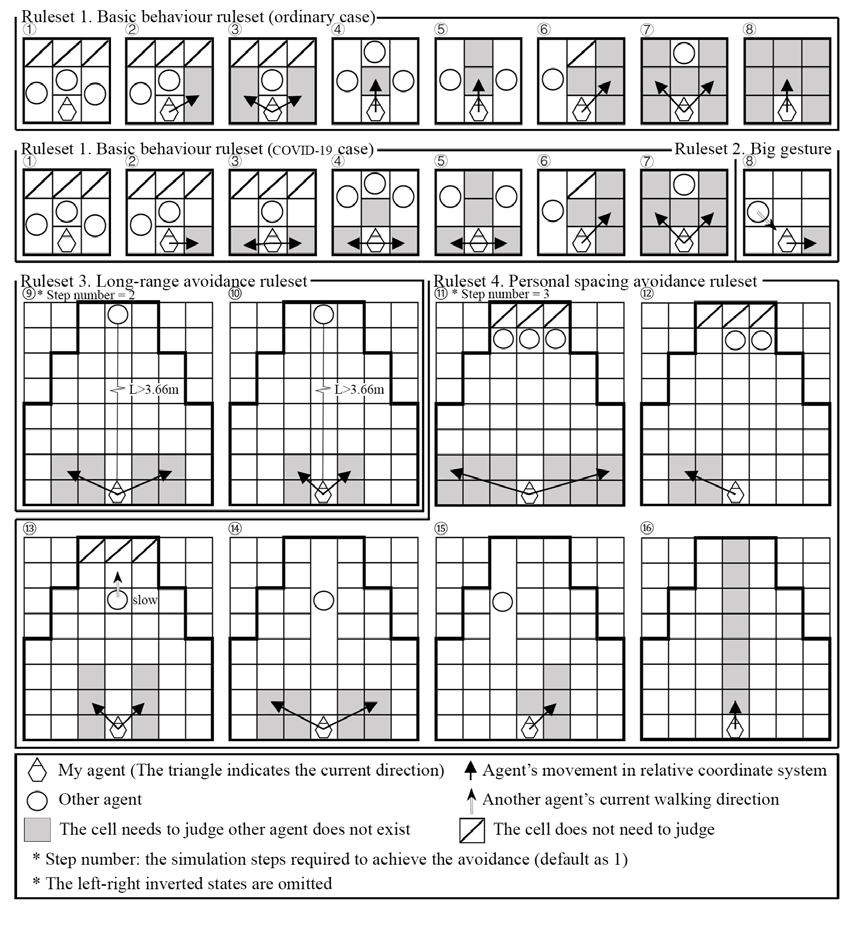 Ruleset 1. Basic behaviour ruleset (ordinary case)
① ② ③ ④ ⑤ ⑥ ⑦ ⑧
Ruleset 1. Basic behaviour ruleset (COVID-19 case) Ruleset 2. Big gesture
① ② ③ ④ ⑤ ⑥ ⑦ ⑧
Ruleset 3. Long-range avoidance ruleset Ruleset 4. Personal spacing avoidance ruleset
⑨ * Step number = 2 ⑩ ⑪ * Step number = 3 ⑫
L>3.66m L>3.66m
⑬ ⑭ ⑮ ⑯
slow
My agent (The triangle indicates the current direction) Agent’s movement in relative coordinate system
Other agent Another agent’s current walking direction
The cell needs to judge other agent does not exist The cell does not need to judge
* Step number: the simulation steps required to achieve the avoidance (default as 1)
* The left-right inverted states are omitted